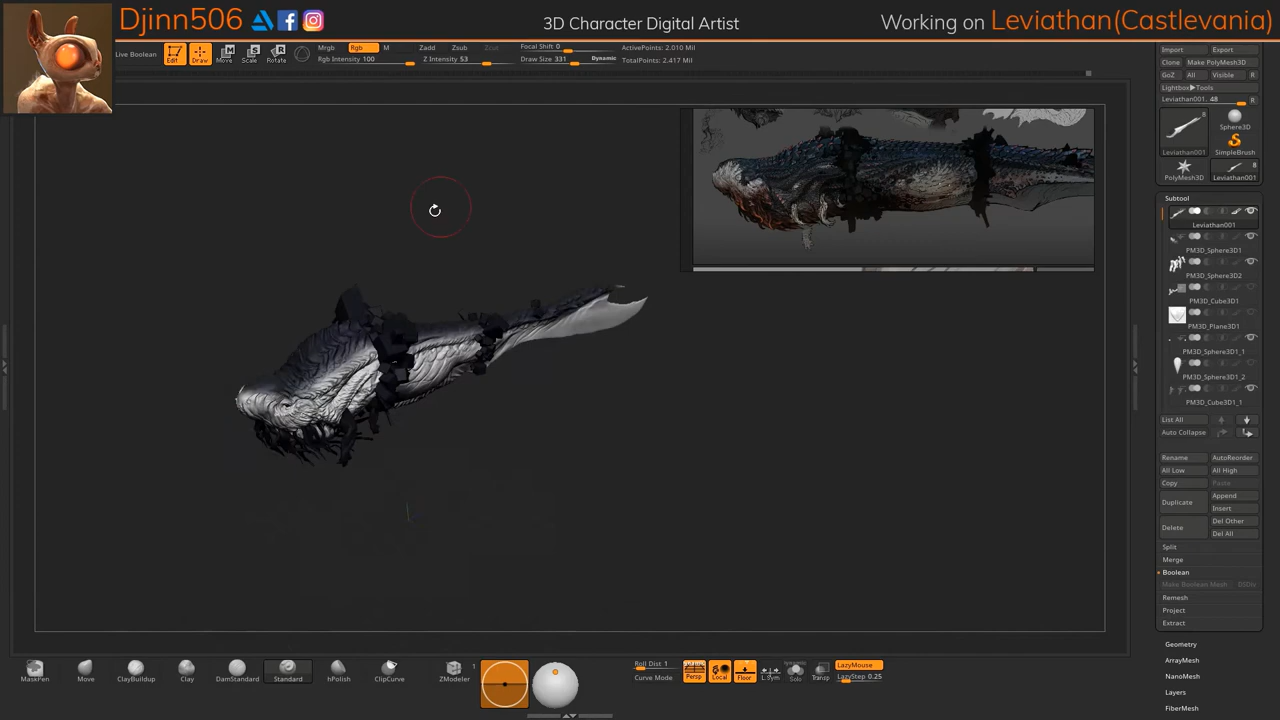 Djinn506
3D Character Digital Artist
Working on Leviathan(Castlevania)
Live Boolean
Edit
Draw
Move
Scale
Rotate
Mrgb
Rgb
M
Rgb Intensity 100
Zadd
Zsub
Zcut
Z Intensity 53
Focal Shift 0
Draw Size 331
Dynamic
ActivePoints: 2.010 Mil
TotalPoints: 2.417 Mil
Import
Export
Clone
Make PolyMesh3D
GoZ
All
Visible
R
Lightbox▶Tools
Leviathan001. 48
R
8
Leviathan001
Sphere3D
SimpleBrush
PolyMesh3D
8
Leviathan001
Subtool
Leviathan001
PM3D_Sphere3D1
PM3D_Sphere3D2
PM3D_Cube3D1
PM3D_Plane3D1
PM3D_Sphere3D1_1
PM3D_Sphere3D1_2
PM3D_Cube3D1_1
List All
Auto Collapse
Rename
AutoReorder
All Low
All High
Copy
Paste
Duplicate
Append
Insert
Delete
Del Other
Del All
Split
Merge
Boolean
Make Boolean Mesh
DSDiv
Remesh
Project
Extract
Geometry
ArrayMesh
NanoMesh
Layers
FiberMesh
MaskPen
Move
ClayBuildup
Clay
DamStandard
Standard
hPolish
ClipCurve
ZModeler
1
Roll Dist 1
Curve Mode
Persp
Local
Floor
L.Sym
Solo
Transp
LazyMouse
LazyStep 0.25